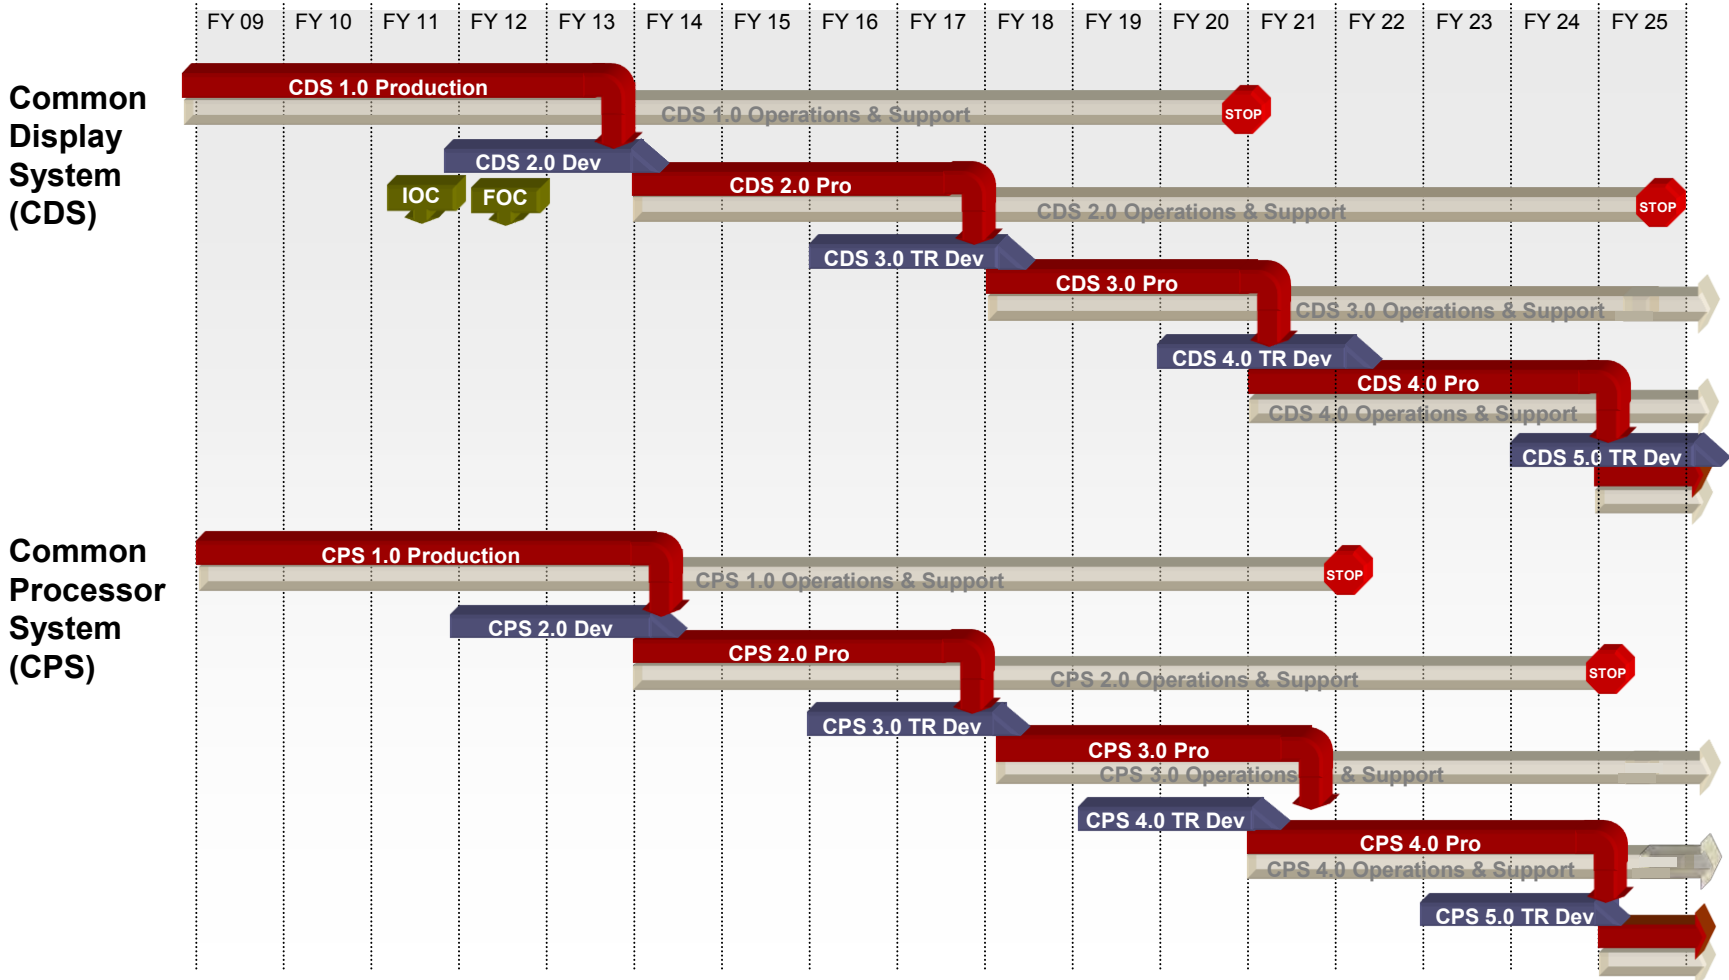 FY 09 FY 10 FY 11 FY 12 FY 13 FY 14 FY 15 FY 16 FY 17 FY 18 FY 19 FY 20 FY 21 FY 22 FY 23 FY 24 FY 25
Common
Display
System
(CDS)
CDS 1.0 Production
CDS 1.0 Operations & Support
STOP
CDS 2.0 Dev
IOC
FOC
CDS 2.0 Pro
CDS 2.0 Operations & Support
STOP
CDS 3.0 TR Dev
CDS 3.0 Pro
CDS 3.0 Operations & Support
CDS 4.0 TR Dev
CDS 4.0 Pro
CDS 4.0 Operations & Support
CDS 5.0 TR Dev
Common
Processor
System
(CPS)
CPS 1.0 Production
CPS 1.0 Operations & Support
STOP
CPS 2.0 Dev
CPS 2.0 Pro
CPS 2.0 Operations & Support
STOP
CPS 3.0 TR Dev
CPS 3.0 Pro
CPS 3.0 Operations & Support
CPS 4.0 TR Dev
CPS 4.0 Pro
CPS 4.0 Operations & Support
CPS 5.0 TR Dev